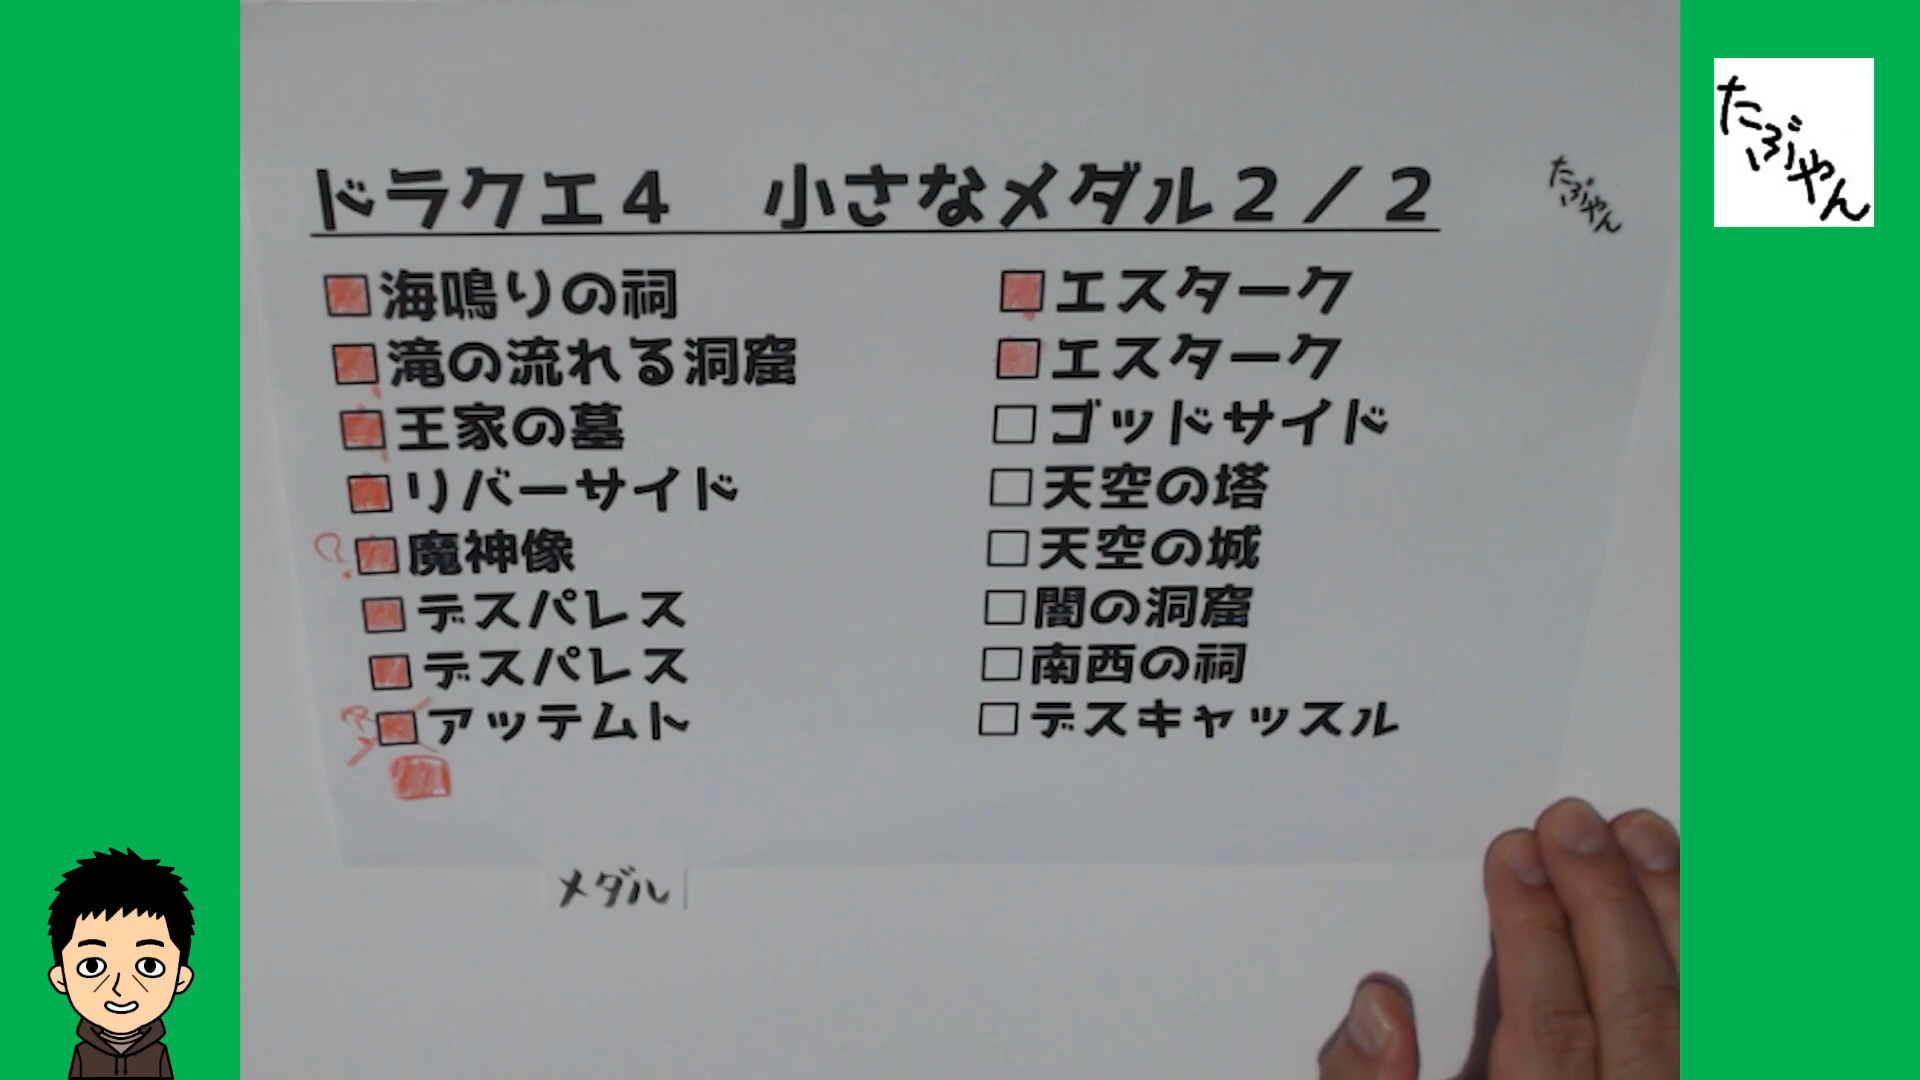 ドラクエ4 小さなメダル2/2
たぶやん
■海鳴りの祠
■滝の流れる洞窟
■王家の墓
■リバーサイド
?■魔神像
■デスパレス
■デスパレス
■アッテムト
■エスターク
■エスターク
□ゴッドサイド
□天空の塔
□天空の城
□闇の洞窟
□南西の祠
□デスキャッスル
メダル
たぶやん